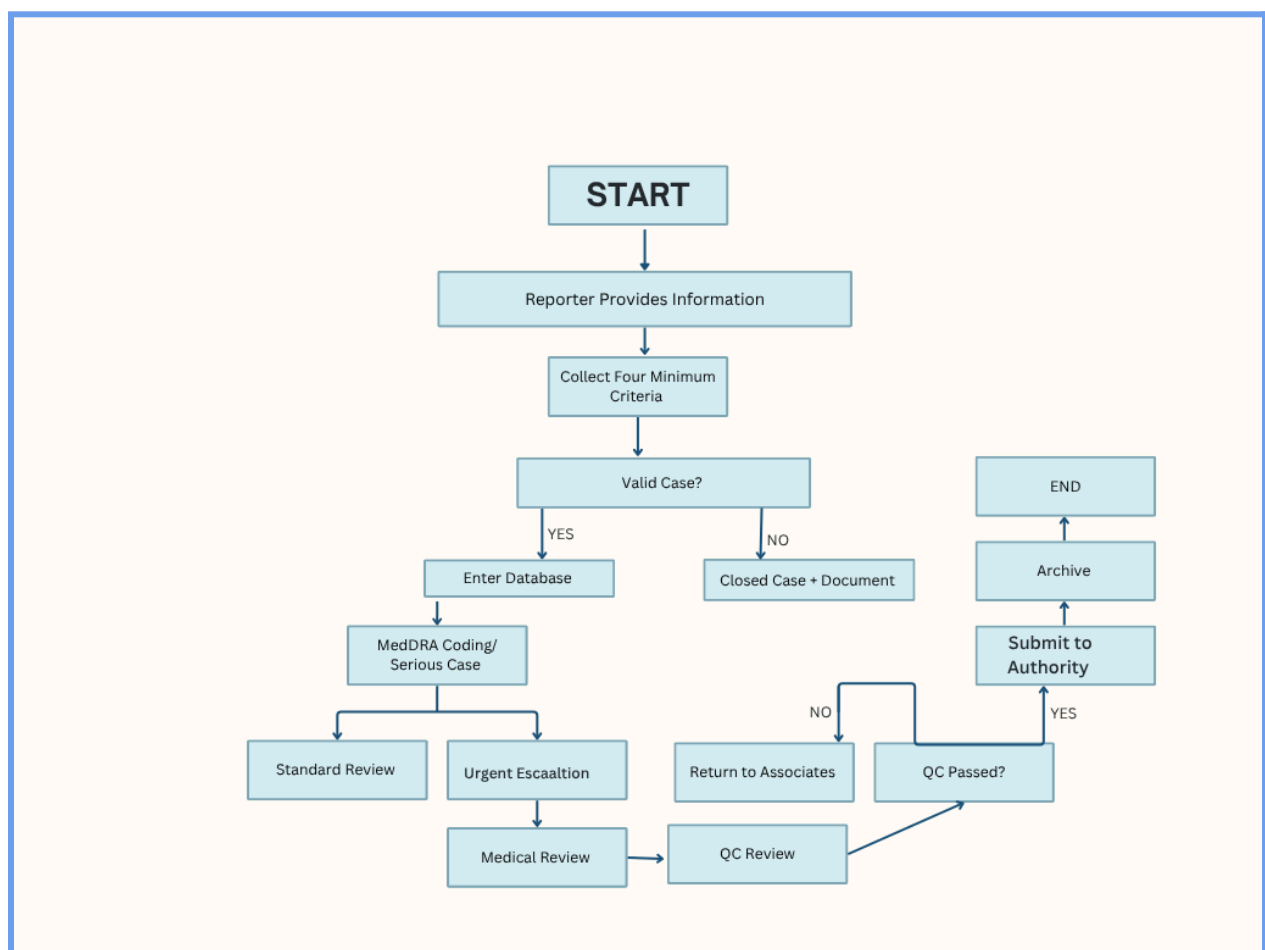 START
Reporter Provides Information
Collect Four Minimum
Criteria
Valid Case?
YES
NO
Enter Database
Closed Case + Document
MedDRA Coding/
Serious Case
Standard Review
Urgent Escaaltion
Medical Review
QC Review
QC Passed?
NO
Return to Associates
YES
Submit to
Authority
Archive
END